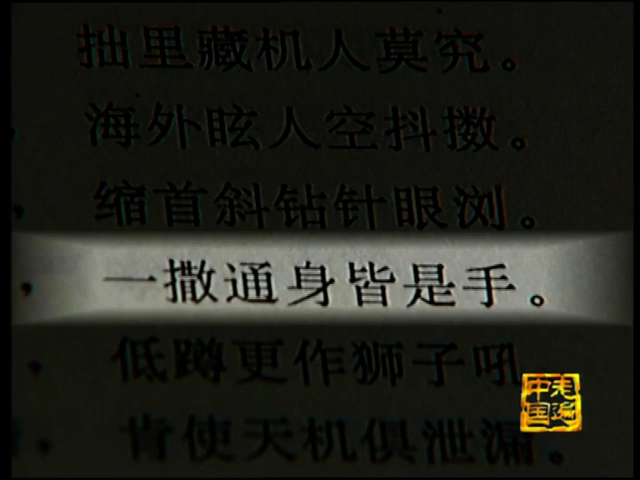 拙里藏机人莫究。
海外眩人空抖擞。
缩首斜钻针眼浏。
一撒通身皆是手。
低蹲更作狮子吼
肯使天机俱泄漏。
走遍中国